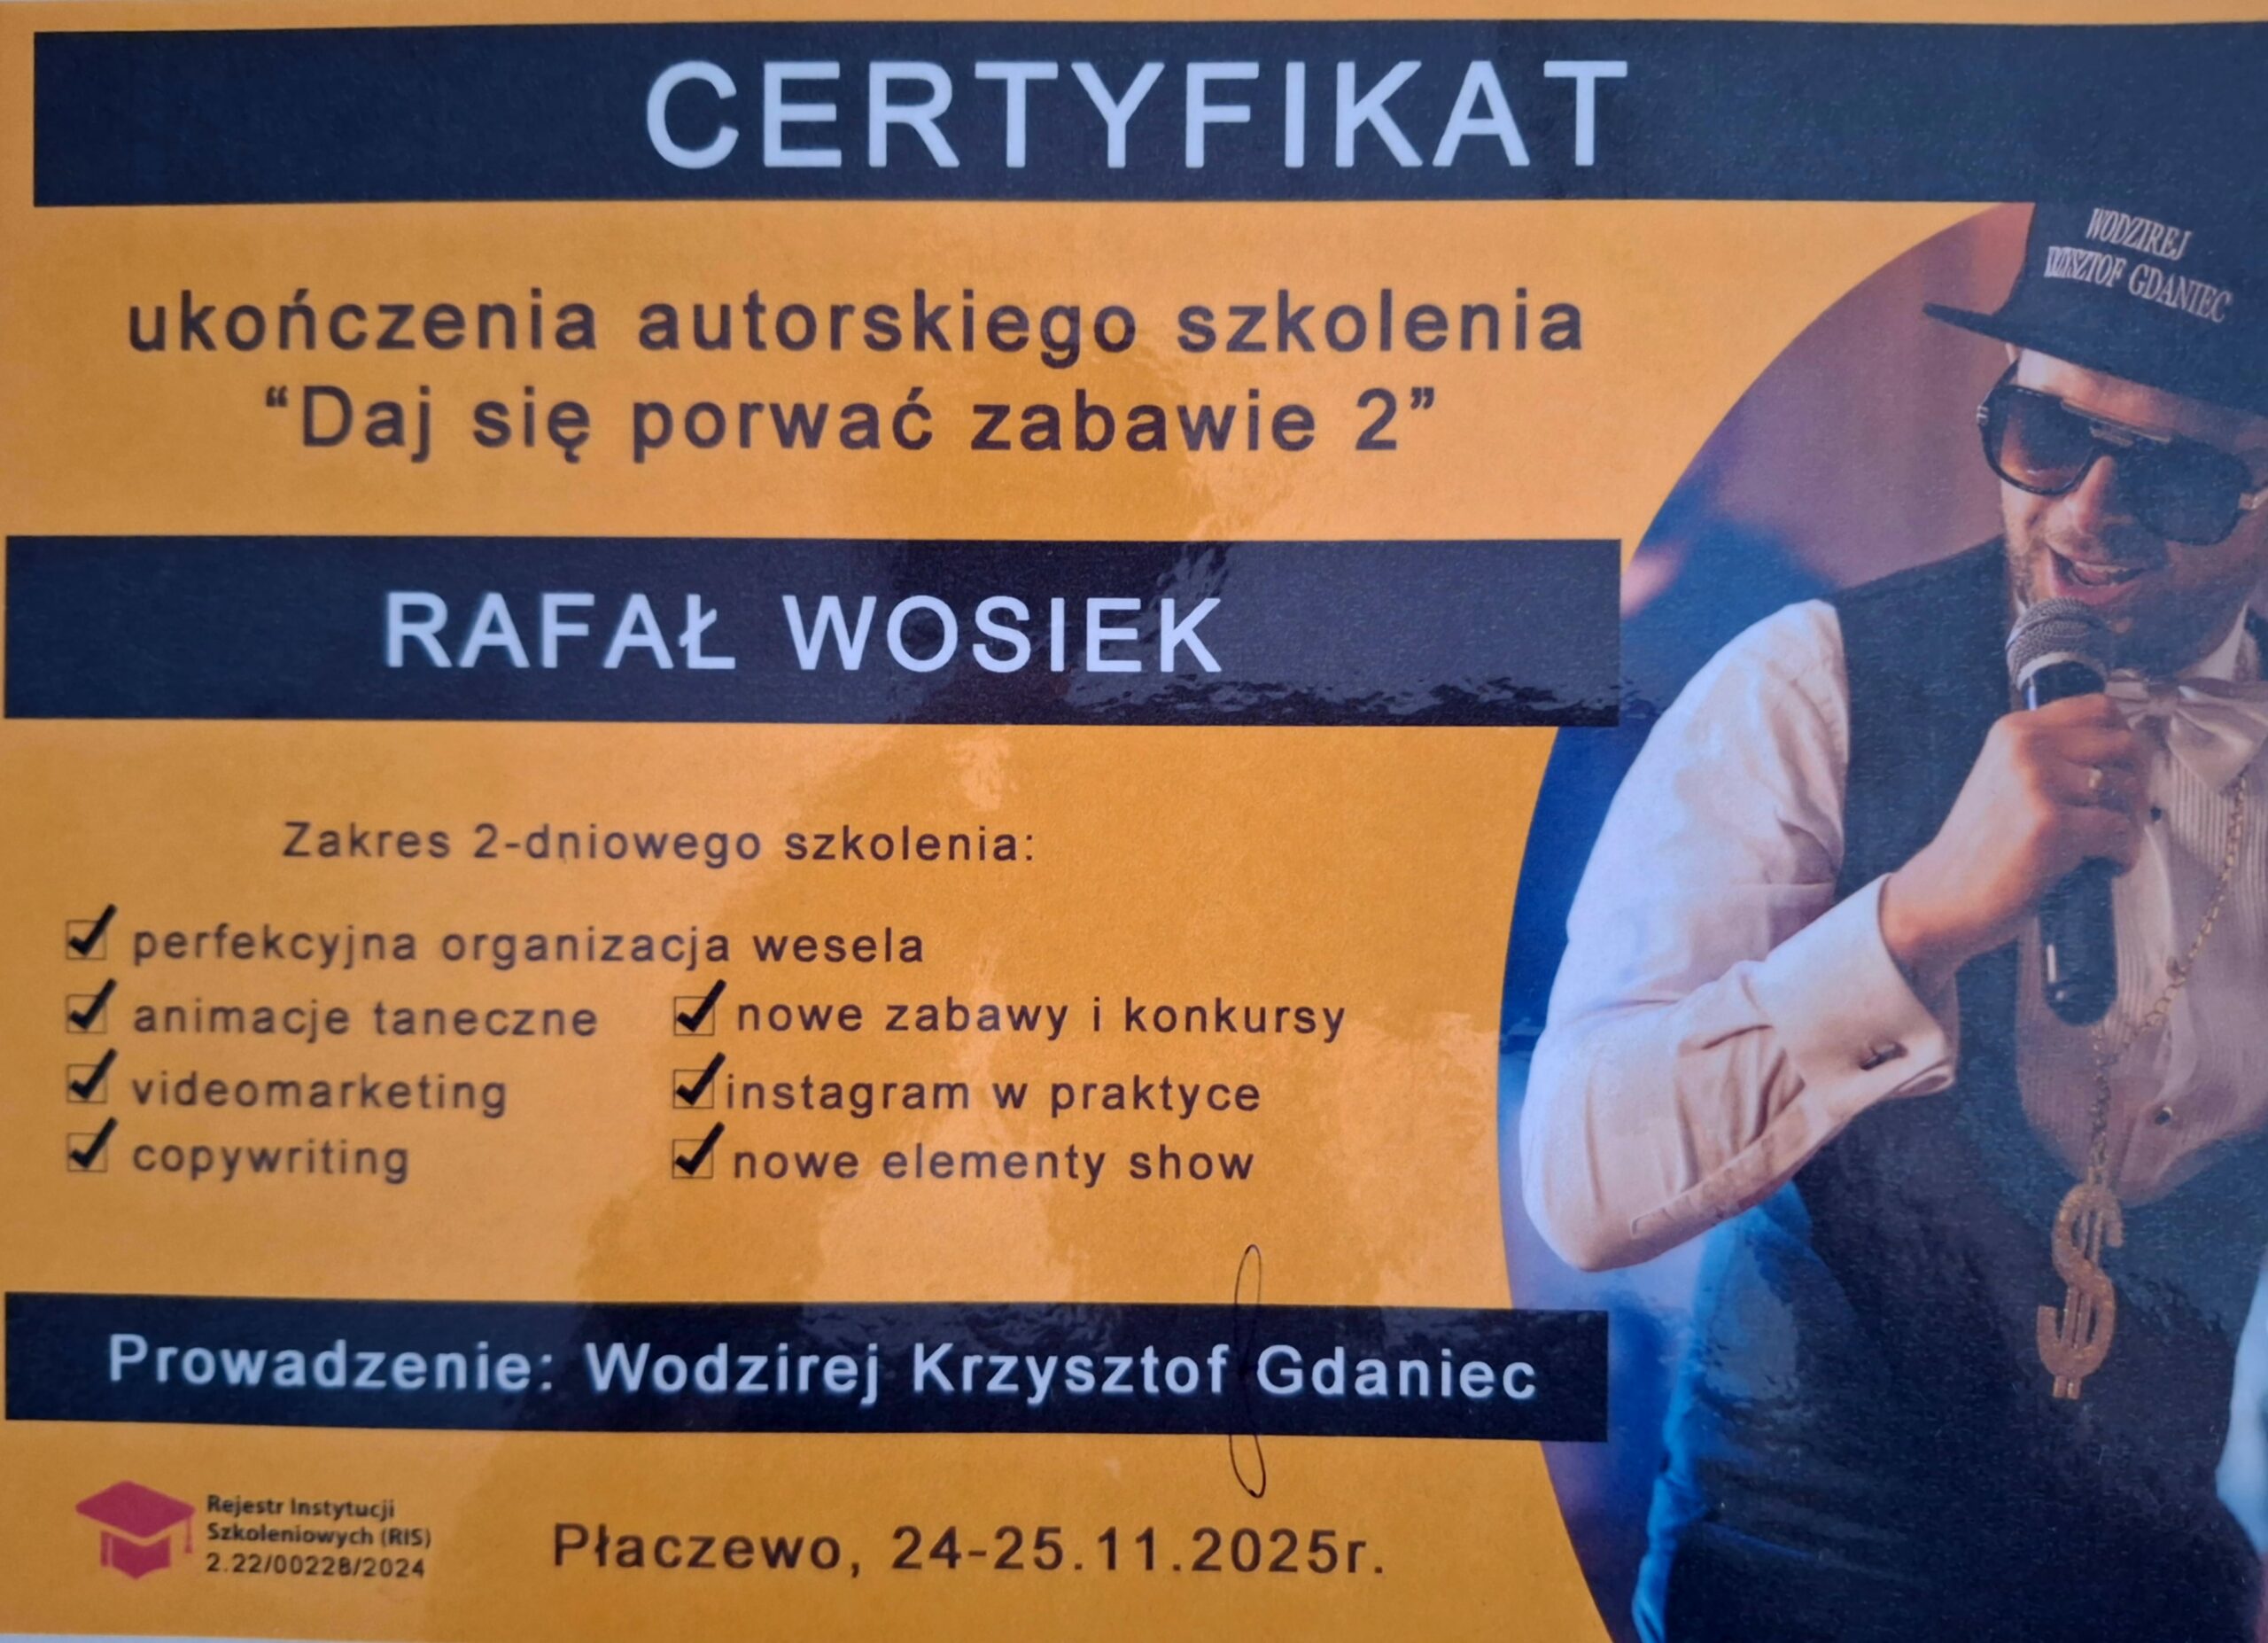 CERTYFIKAT
WODZIREJ
KRZYSZTOF GDANIEC
ukończenia autorskiego szkolenia
“Daj się porwać zabawie 2”
RAFAŁ WOSIEK
Zakres 2-dniowego szkolenia:
perfekcyjna organizacja wesela
animacje taneczne
nowe zabawy i konkursy
videomarketing
instagram w praktyce
copywriting
nowe elementy show
Prowadzenie: Wodzirej Krzysztof Gdaniec
Rejestr Instytucji
Szkoleniowych (RIS)
2.22/00228/2024
Płaczewo, 24-25.11.2025r.